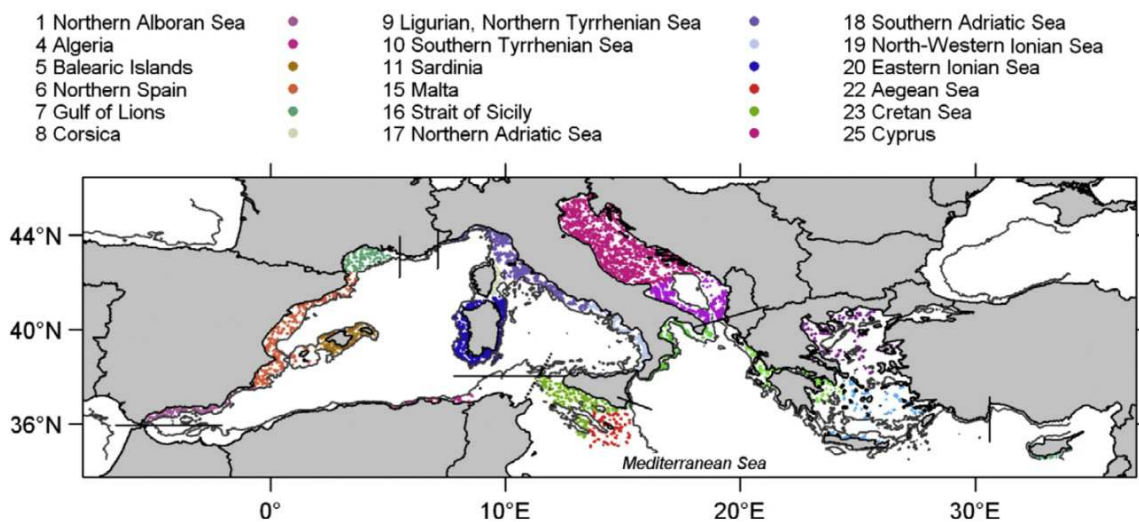 1 Northern Alboran Sea
4 Algeria
5 Balearic Islands
6 Northern Spain
7 Gulf of Lions
8 Corsica
9 Ligurian, Northern Tyrrhenian Sea
10 Southern Tyrrhenian Sea
11 Sardinia
15 Malta
16 Strait of Sicily
17 Northern Adriatic Sea
18 Southern Adriatic Sea
19 North-Western Ionian Sea
20 Eastern Ionian Sea
22 Aegean Sea
23 Cretan Sea
25 Cyprus
44°N
40°N
36°N
Mediterranean Sea
0° 10°E 20°E 30°E